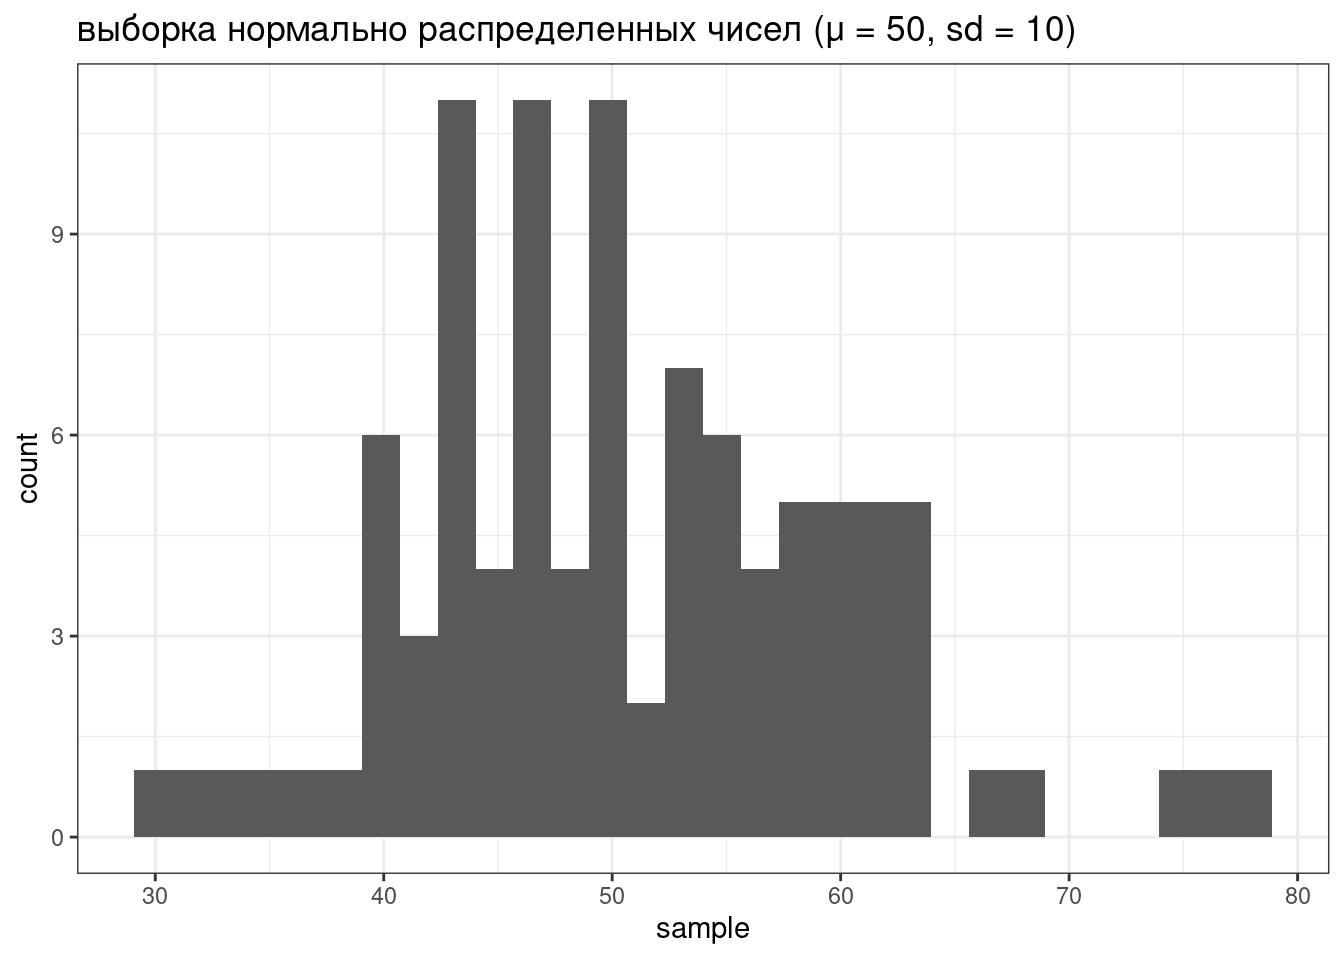 выборка нормально распределенных чисел (μ = 50, sd = 10)
9
6
3
0
count
30 40 50 60 70 80
sample